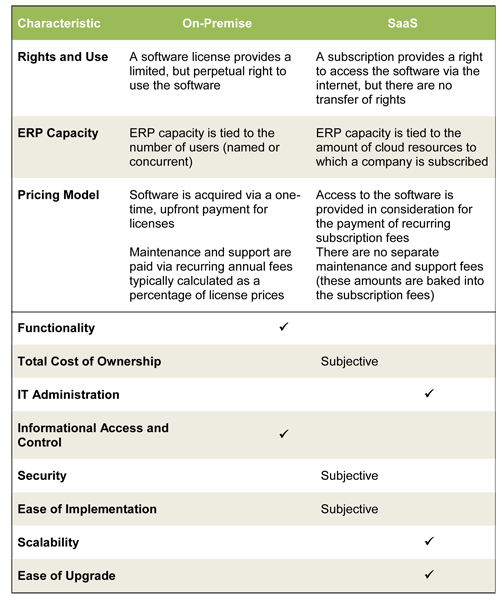 Characteristic On-Premise SaaS
Rights and Use
A software license provides a
limited, but perpetual right to
use the software
A subscription provides a right
to access the software via the
internet, but there are no
transfer of rights
ERP Capacity
ERP capacity is tied to the
number of users (named or
concurrent)
ERP capacity is tied to the
amount of cloud resources to
which a company is subscribed
Pricing Model
Software is acquired via a one-
time, upfront payment for
licenses
Maintenance and support are
paid via recurring annual fees
typically calculated as a
percentage of license prices
Access to the software is
provided in consideration for
the payment of recurring
subscription fees
There are no separate
maintenance and support fees
(these amounts are baked into
the subscription fees)
Functionality ✓
Total Cost of Ownership Subjective
IT Administration ✓
Informational Access and
Control ✓
Security Subjective
Ease of Implementation Subjective
Scalability ✓
Ease of Upgrade ✓